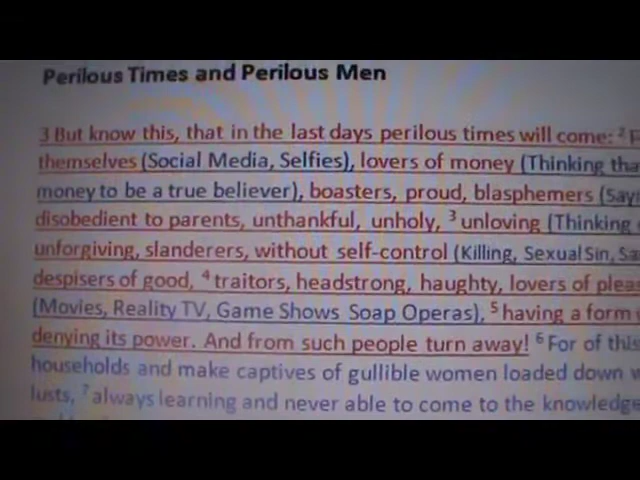 Perilous Times and Perilous Men
3 But know this, that in the last days perilous times will come: 2
themselves (Social Media, Selfies), lovers of money (Thinking
money to be a true believer), boasters, proud, blasphemers
disobedient to parents, unthankful, unholy, 3 unloving (Thinking
unforgiving, slanderers, without self-control (Killing, Sexual Sin,
despisers of good, 4 traitors, headstrong, haughty, lovers of
(Movies, Reality TV, Game Shows Soap Operas), 5 having a form
denying its power. And from such people turn away! 6 For of this
households and make captives of gullible women loaded down
lusts, 7 always learning and never able to come to the knowledge